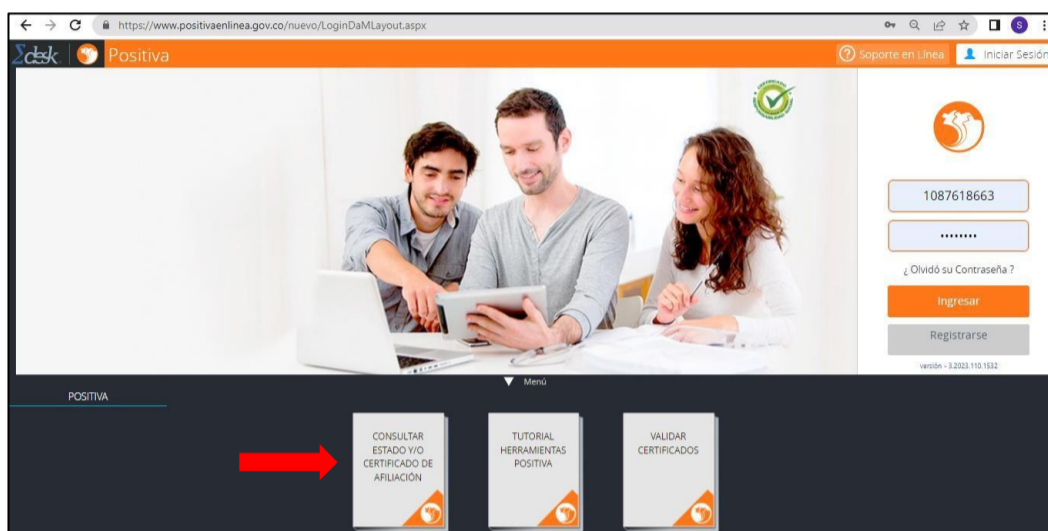 https://www.positivaenlinea.gov.co/nuevo/LoginDaMLayout.aspx
S
Σdesk
Positiva
Soporte en Línea
Iniciar Sesión
1087618663
········
¿ Olvidó su Contraseña ?
Ingresar
Registrarse
versión - 3.2023.110.1532
Menú
POSITIVA
CONSULTAR
ESTADO Y/O
CERTIFICADO DE
AFILIACIÓN
TUTORIAL
HERRAMIENTAS
POSITIVA
VALIDAR
CERTIFICADOS